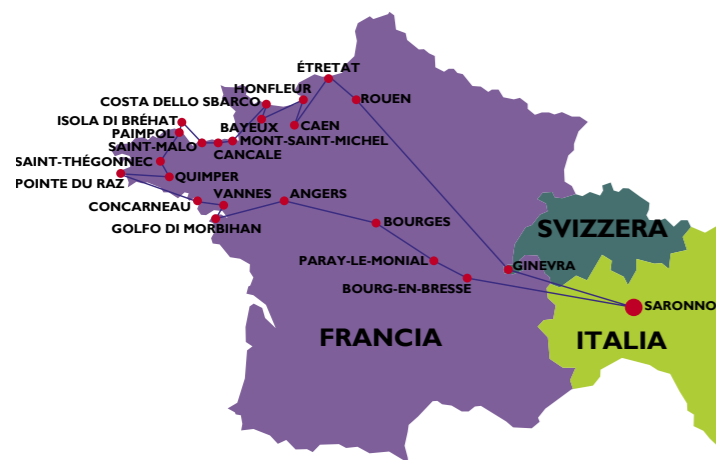 ÉTRETAT
HONFLEUR
ROUEN
COSTA DELLO SBARCO
ISOLA DI BRÉHAT
BAYEUX
CAEN
PAIMPOL
MONT-SAINT-MICHEL
SAINT-MALO
CANCALE
SAINT-THÉGONNEC
QUIMPER
POINTE DU RAZ
VANNES
ANGERS
CONCARNEAU
GOLFO DI MORBIHAN
BOURGES
SVIZZERA
PARAY-LE-MONIAL
GINEVRA
BOURG-EN-BRESSE
SARONNO
FRANCIA
ITALIA